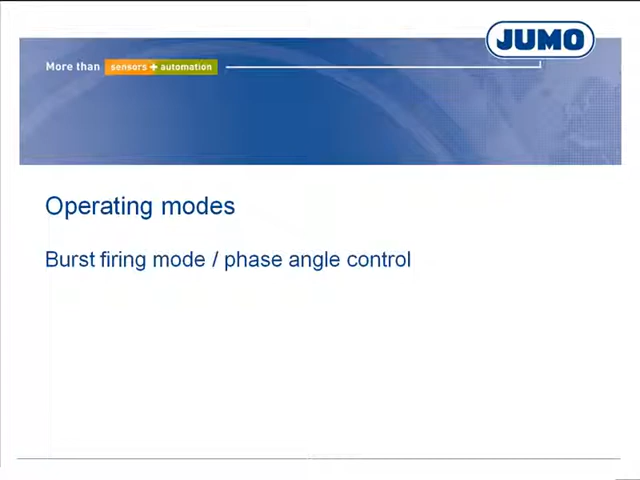 JUMO
More than sensors + automation
Operating modes
Burst firing mode / phase angle control